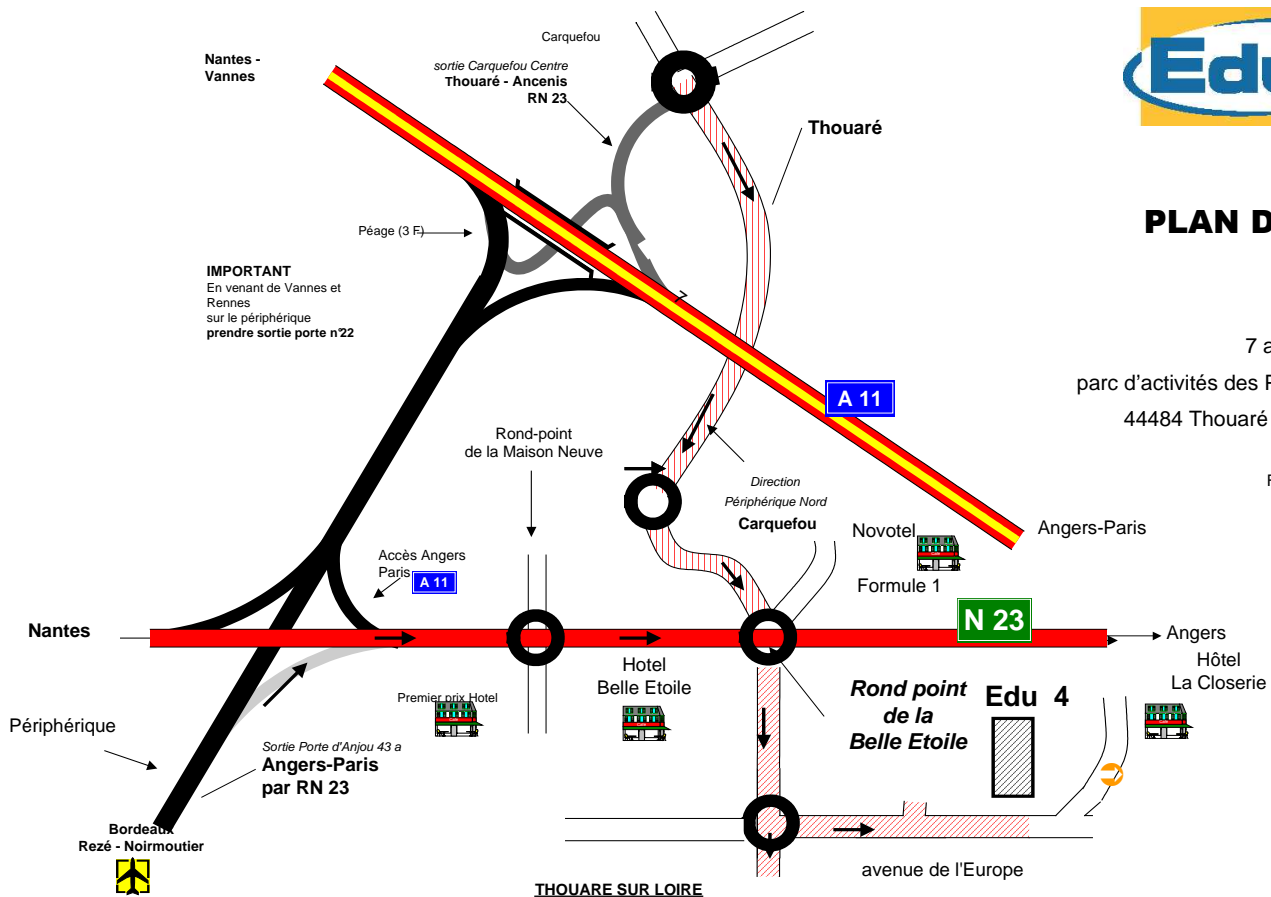 Carquefou
Nantes -
Vannes
sortie Carquefou Centre
Thouaré - Ancenis
RN 23
Edu
Thouaré
PLAN D
Péage (3 F)
IMPORTANT
En venant de Vannes et
Rennes
sur le périphérique
prendre sortie porte n°22
7 a
parc d'activités des
44484 Thouaré
A 11
Rond-point
de la Maison Neuve
Direction
Périphérique Nord
Carquefou
Novotel
Angers-Paris
Accès Angers
Paris
A 11
Formule 1
N 23
Nantes
Angers
Hôtel
La Closerie
Hotel
Belle Etoile
Premier prix Hotel
Rond point
de la
Belle Etoile
Edu 4
Périphérique
Sortie Porte d'Anjou 43 a
Angers-Paris
par RN 23
Bordeaux
Rezé - Noirmoutier
avenue de l'Europe
THOUARE SUR LOIRE